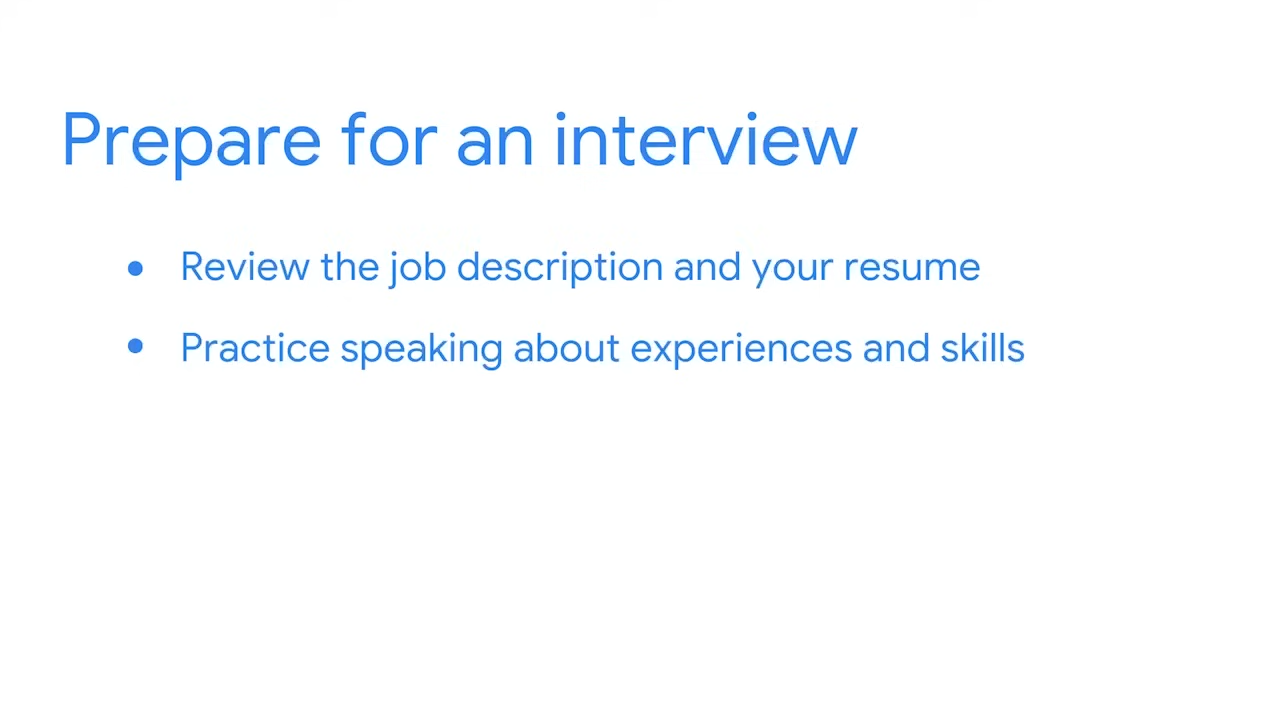 Prepare for an interview
• Review the job description and your resume
• Practice speaking about experiences and skills